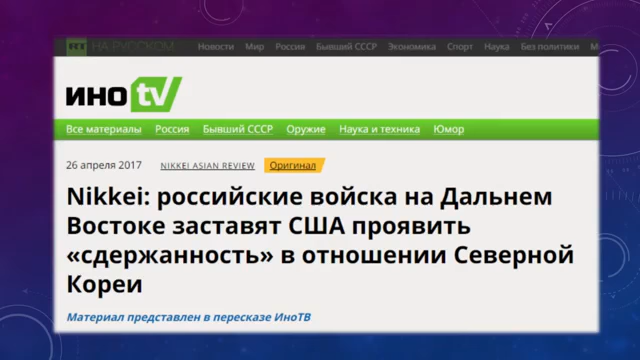 RT НА РУССКОМ Новости Мир Россия Бывший СССР Экономика Спорт Наука Без политики
ино tv
Все материалы Россия Бывший СССР Оружие Наука и техника Юмор
26 апреля 2017 NIKKEI ASIAN REVIEW Оригинал
Nikkei: российские войска на Дальнем
Востоке заставят США проявить
«сдержанность» в отношении Северной
Кореи
Материал представлен в пересказе ИноТВ